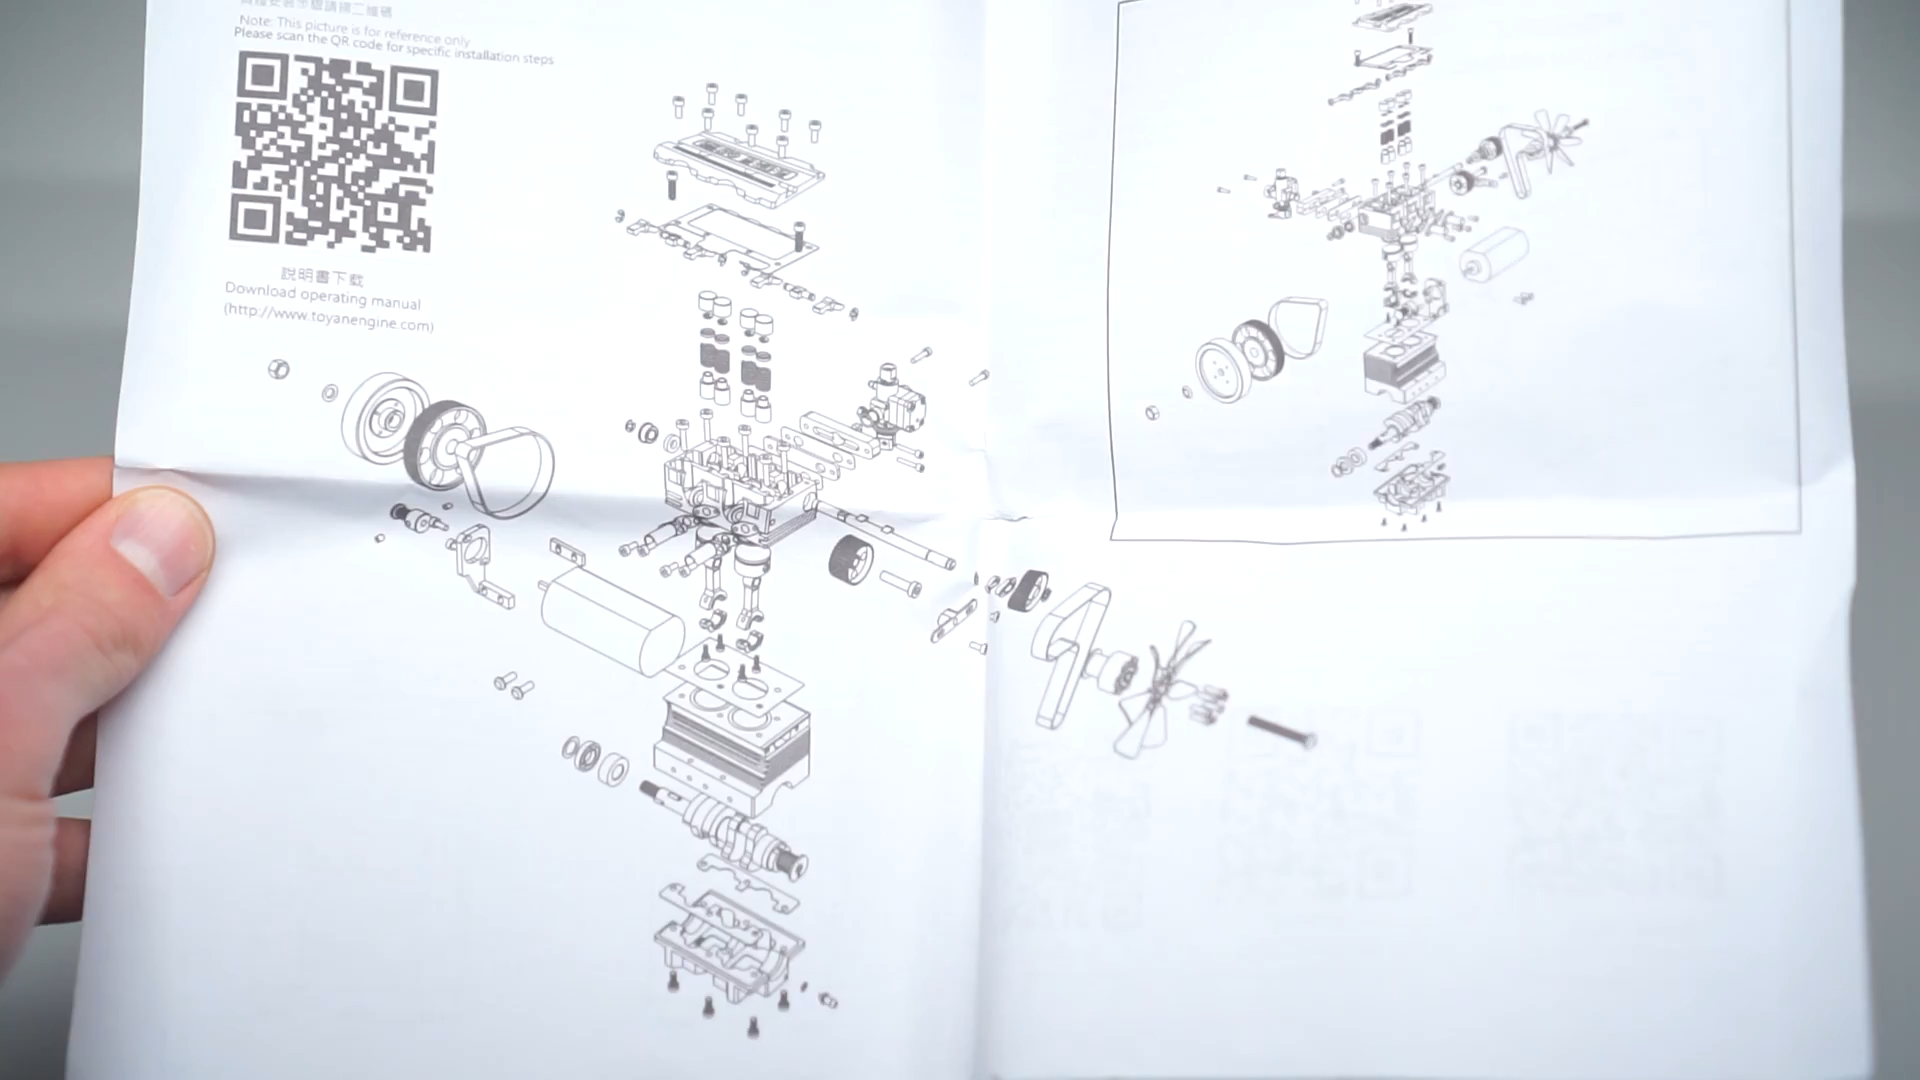 Note: This picture is for reference only
Please scan the QR code for specific installation steps
說明書下載
Download operating manual
(http://www.toyanengine.com)